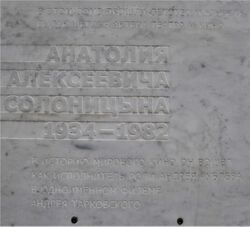 АНАТОЛИЯ
АЛЕКСЕЕВИЧА
СОЛОНИЦЫНА
1934–1982
В ИСТОРИЮ МИРОВОГО КИНО ОН ВОШЕЛ
КАК ИСПОЛНИТЕЛЬ РОЛИ АНДРЕЯ РУБЛЕВА
В ОДНОИМЕННОМ ФИЛЬМЕ
АНДРЕЯ ТАРКОВСКОГО